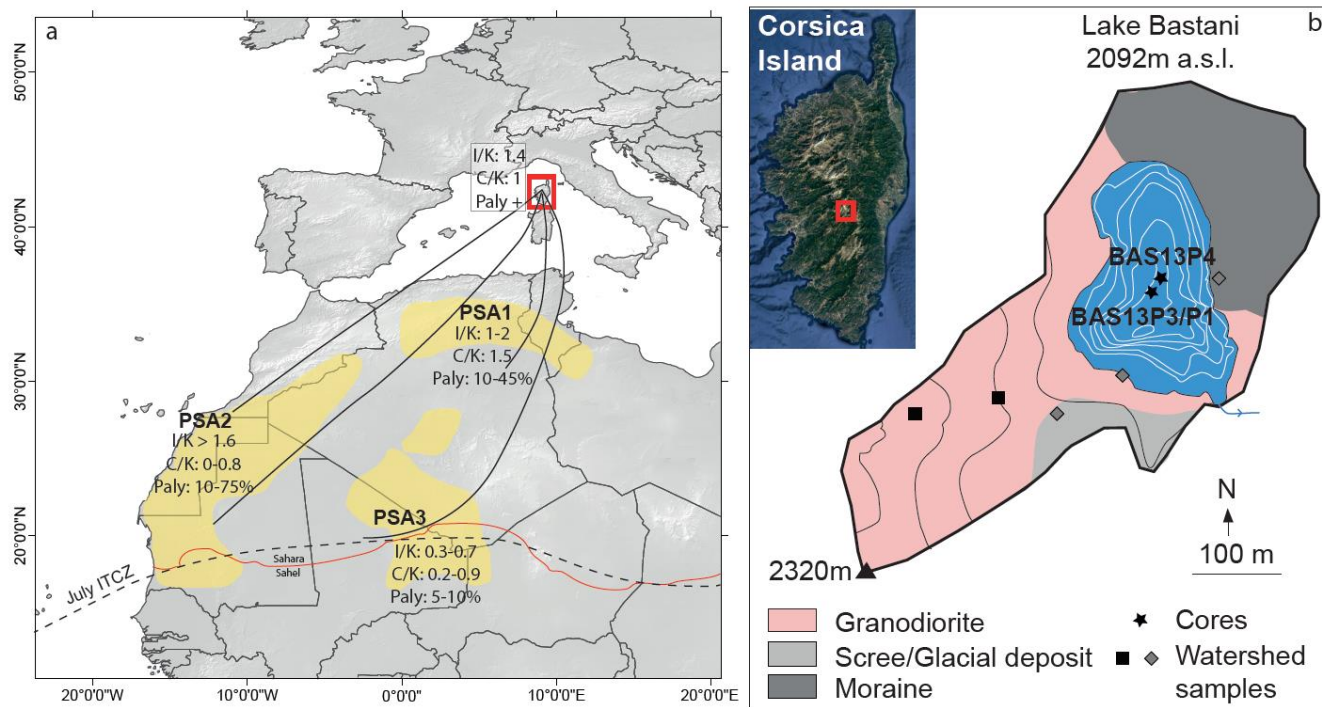 a
50°0'0"N
40°0'0"N
30°0'0"N
20°0'0"N
I/K: 1.4
C/K: 1
Paly +
PSA1
I/K: 1-2
C/K: 1.5
Paly: 10-45%
PSA2
I/K > 1.6
C/K: 0-0.8
Paly: 10-75%
PSA3
I/K: 0.3-0.7
C/K: 0.2-0.9
Paly: 5-10%
Sahara
Sahel
July ITCZ
20°0'0"W
10°0'0"W
0°0'0"
10°0'0"E
20°0'0"E
Corsica
Island
b
Lake Bastani
2092m a.s.l.
BAS13P4
BAS13P3/P1
2320m
N
100 m
Granodiorite
Scree/Glacial deposit
Moraine
Cores
Watershed
samples